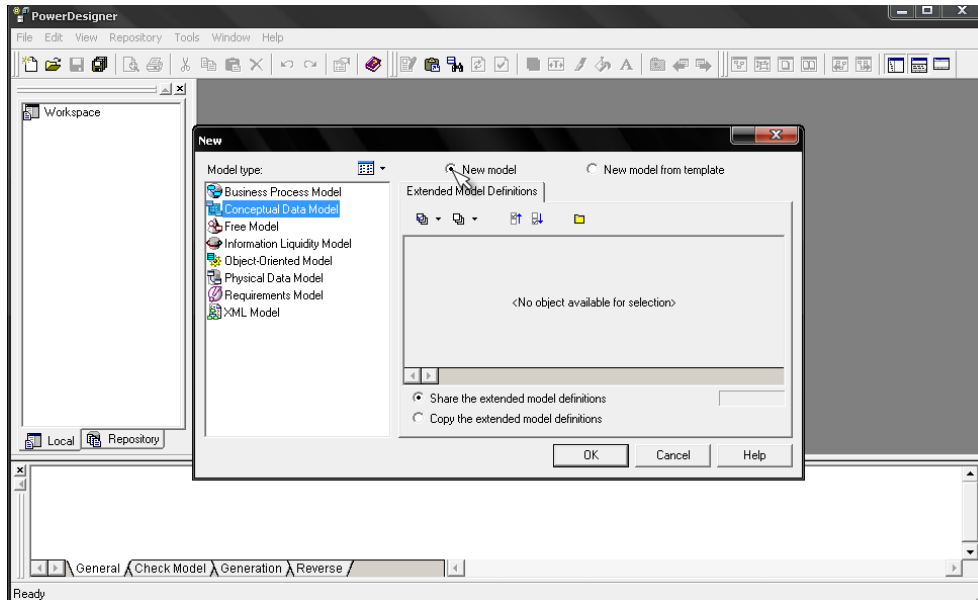 PowerDesigner
File Edit View Repository Tools Window Help
Workspace
New
Model type:
New model
New model from template
Business Process Model
Conceptual Data Model
Free Model
Information Liquidity Model
Object-Oriented Model
Physical Data Model
Requirements Model
XML Model
Extended Model Definitions
<No object available for selection>
Share the extended model definitions
Copy the extended model definitions
OK Cancel Help
Local Repository
General Check Model Generation Reverse
Ready